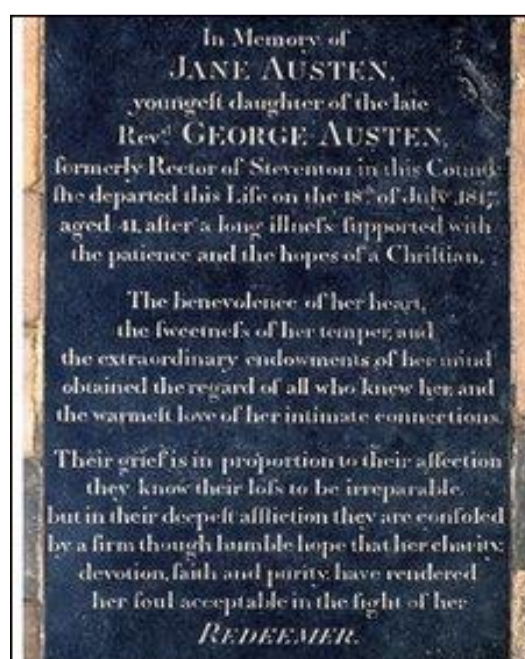 In Memory of
JANE AUSTEN,
youngeſt daughter of the late
Revᵈ GEORGE AUSTEN,
formerly Rector of Steventon in this County
ſhe departed this Life on the 18ᵗʰ of July 1817,
aged 41, after a long illneſs ſupported with
the patience and the hopes of a Chriſtian.
The benevolence of her heart,
the ſweetneſs of her temper, and
the extraordinary endowments of her mind
obtained the regard of all who knew her, and
the warmeſt love of her intimate connections.
Their grief is in proportion to their affection
they know their loſs to be irreparable,
but in their deepeſt affliction they are conſoled
by a firm though humble hope that her charity,
devotion, faith and purity, have rendered
her ſoul acceptable in the ſight of her
REDEEMER.